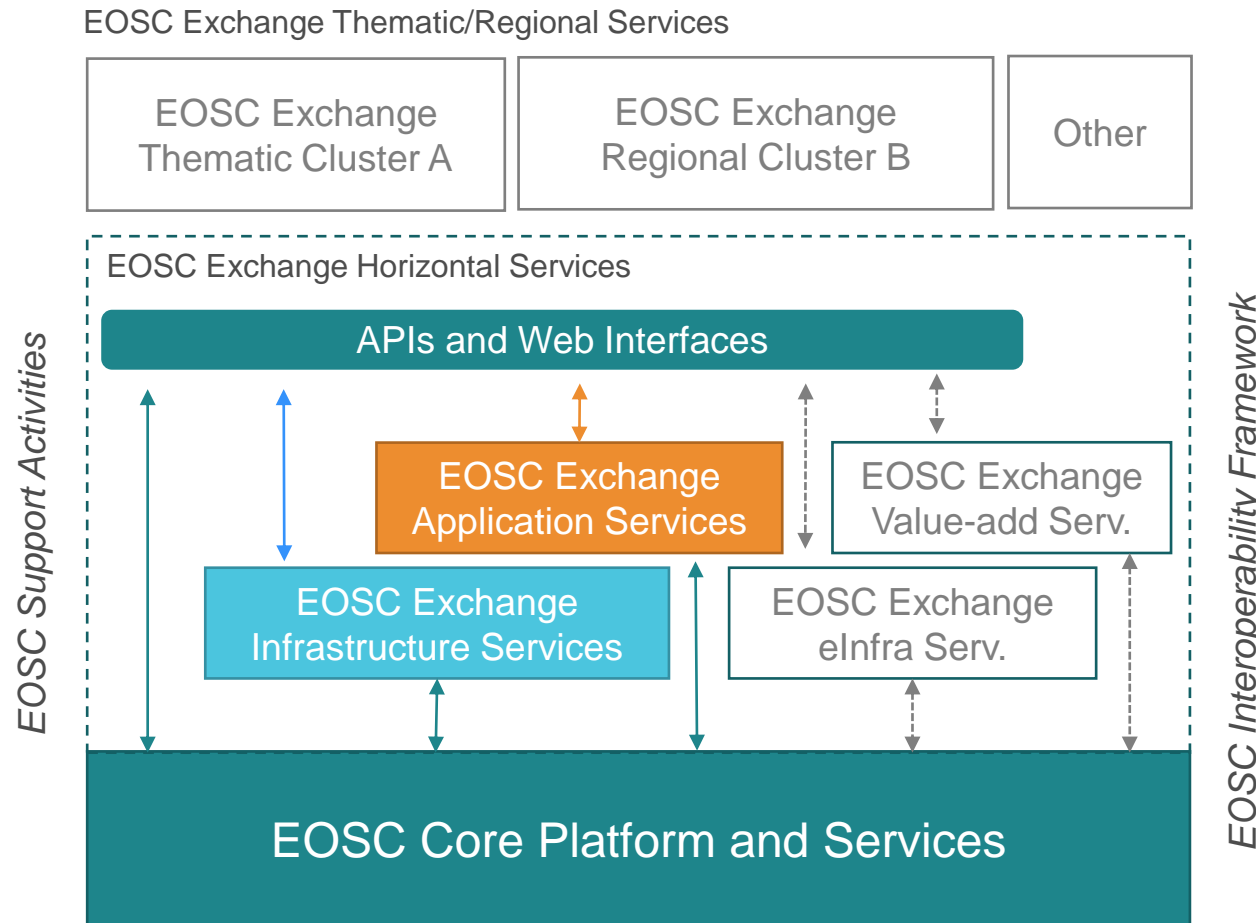 EOSC Exchange Thematic/Regional Services
EOSC Exchange
Thematic Cluster A
EOSC Exchange
Regional Cluster B
Other
EOSC Exchange Horizontal Services
APIs and Web Interfaces
EOSC Exchange
Application Services
EOSC Exchange
Value-add Serv.
EOSC Exchange
Infrastructure Services
EOSC Exchange
eInfra Serv.
EOSC Core Platform and Services
EOSC Support Activities
EOSC Interoperability Framework